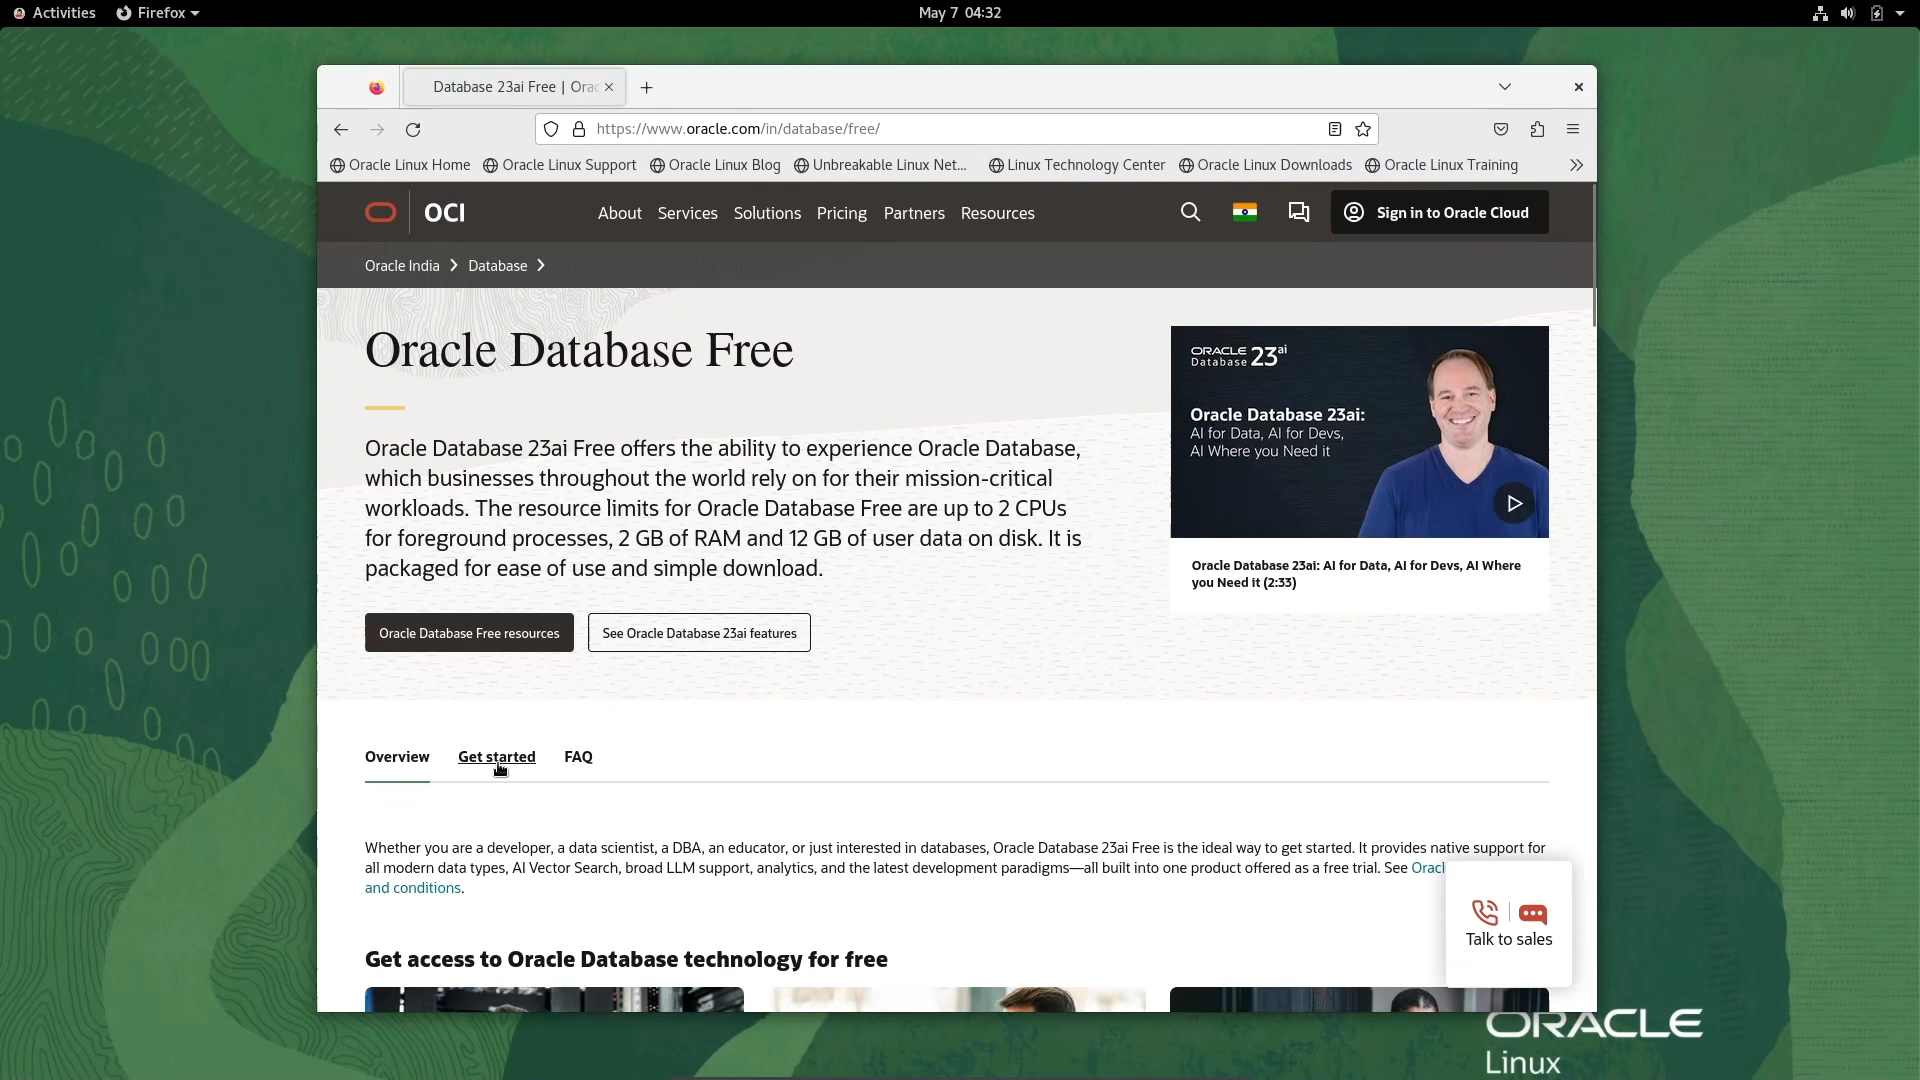 Activities Firefox May 7 04:32
Database 23ai Free | Orac
https://www.oracle.com/in/database/free/
Oracle Linux Home Oracle Linux Support Oracle Linux Blog Unbreakable Linux Net... Linux Technology Center Oracle Linux Downloads Oracle Linux Training
OCI About Services Solutions Pricing Partners Resources Sign in to Oracle Cloud
Oracle India Database
Oracle Database Free
Oracle Database 23ai Free offers the ability to experience Oracle Database,
which businesses throughout the world rely on for their mission-critical
workloads. The resource limits for Oracle Database Free are up to 2 CPUs
for foreground processes, 2 GB of RAM and 12 GB of user data on disk. It is
packaged for ease of use and simple download.
Oracle Database Free resources See Oracle Database 23ai features
ORACLE
Database 23ai
Oracle Database 23ai:
AI for Data, AI for Devs,
AI Where you Need it
Oracle Database 23ai: AI for Data, AI for Devs, AI Where
you Need it (2:33)
Overview Get started FAQ
Whether you are a developer, a data scientist, a DBA, an educator, or just interested in databases, Oracle Database 23ai Free is the ideal way to get started. It provides native support for
all modern data types, AI Vector Search, broad LLM support, analytics, and the latest development paradigms—all built into one product offered as a free trial. See Oracl
and conditions.
Talk to sales
Get access to Oracle Database technology for free
ORACLE
Linux